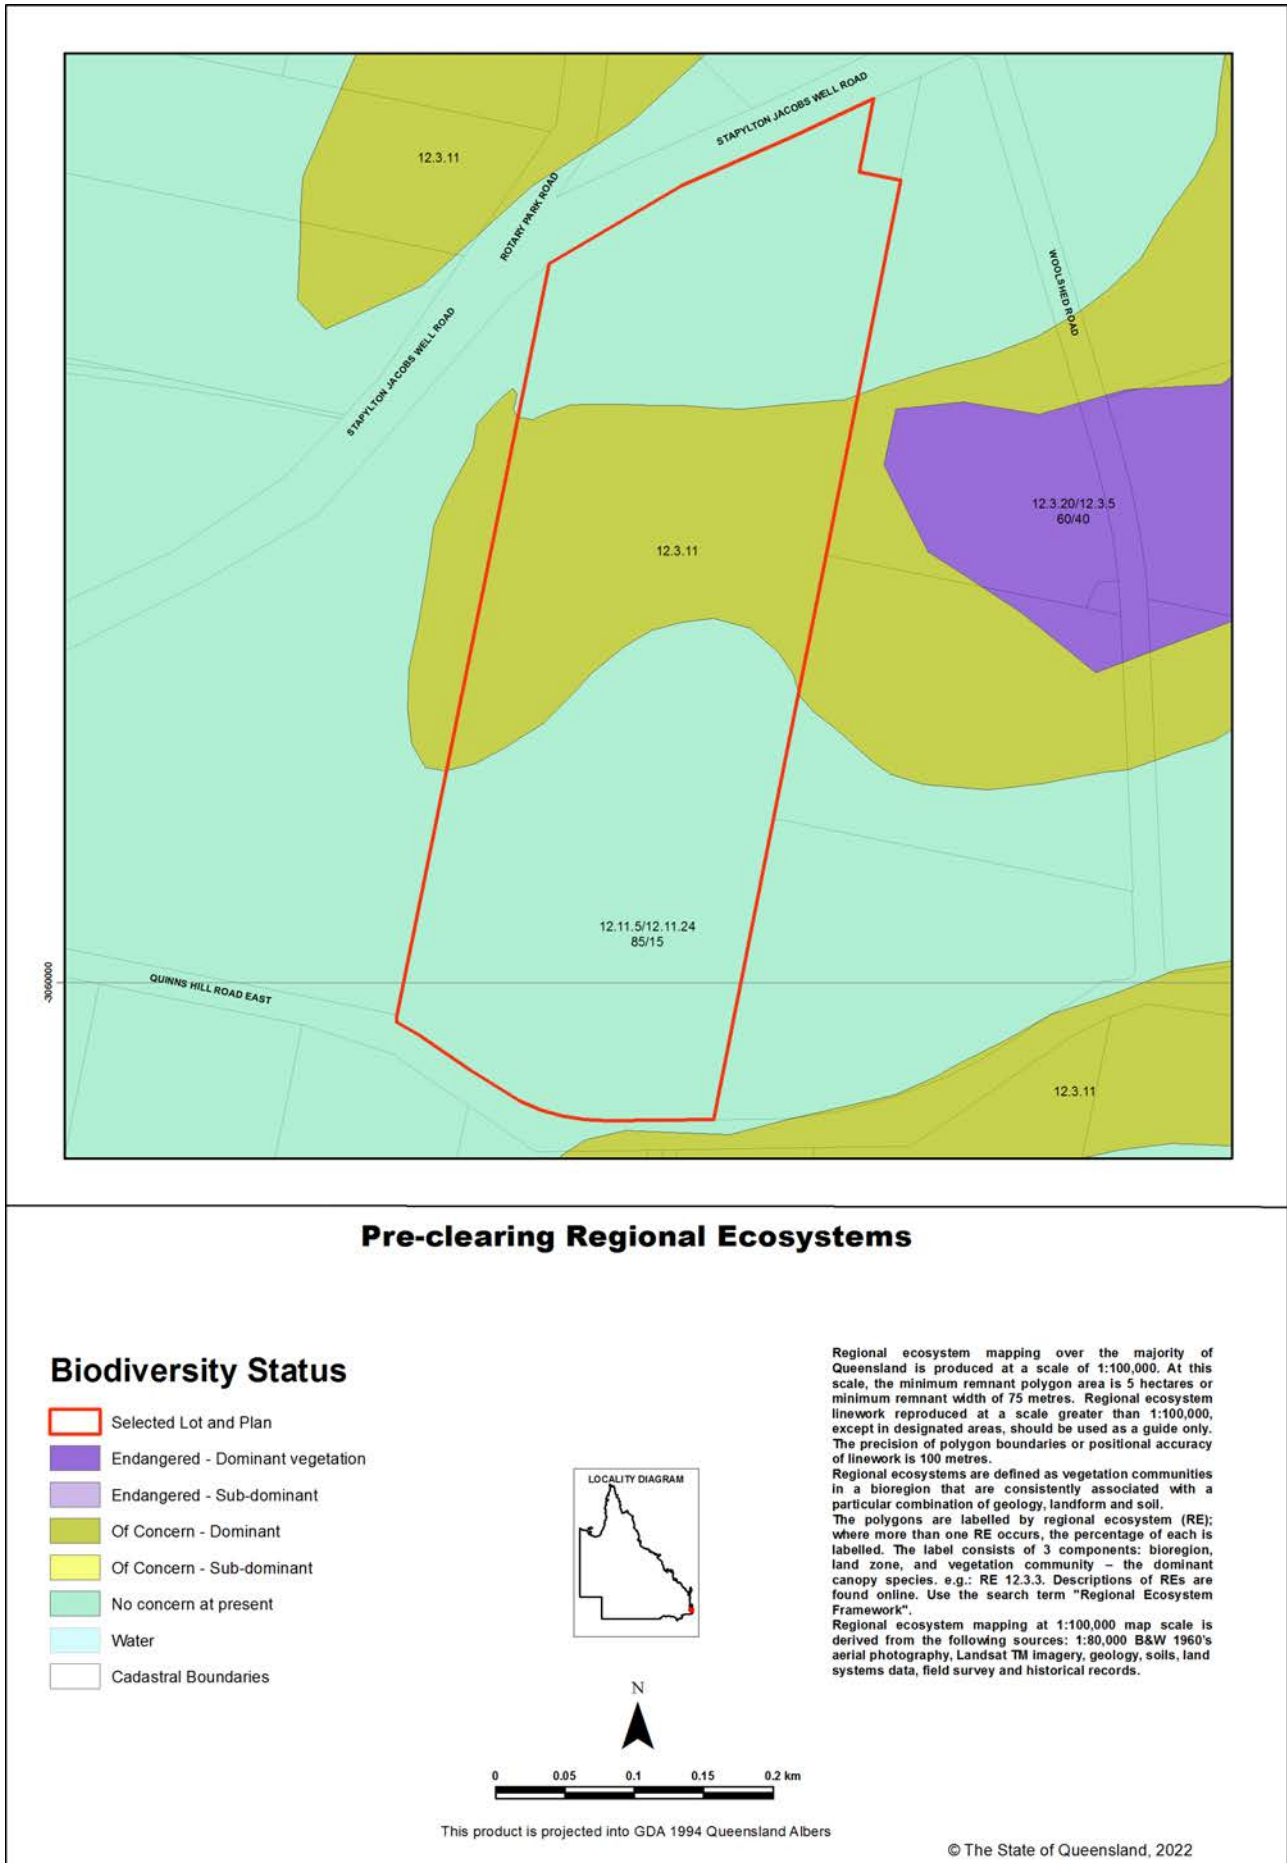 STAPYLTON JACOBS WELL ROAD
12.3.11
ROTARY PARK ROAD
WOOLSHED ROAD
STAPYLTON JACOBS WELL ROAD
12.3.20/12.3.5
60/40
12.3.11
12.11.5/12.11.24
85/15
-3060000
QUINNS HILL ROAD EAST
12.3.11
Pre-clearing Regional Ecosystems
Biodiversity Status
Selected Lot and Plan
Endangered - Dominant vegetation
Endangered - Sub-dominant
Of Concern - Dominant
Of Concern - Sub-dominant
No concern at present
Water
Cadastral Boundaries
LOCALITY DIAGRAM
N
0 0.05 0.1 0.15 0.2 km
This product is projected into GDA 1994 Queensland Albers
Regional ecosystem mapping over the majority of
Queensland is produced at a scale of 1:100,000. At this
scale, the minimum remnant polygon area is 5 hectares or
minimum remnant width of 75 metres. Regional ecosystem
linework reproduced at a scale greater than 1:100,000,
except in designated areas, should be used as a guide only.
The precision of polygon boundaries or positional accuracy
of linework is 100 metres.
Regional ecosystems are defined as vegetation communities
in a bioregion that are consistently associated with a
particular combination of geology, landform and soil.
The polygons are labelled by regional ecosystem (RE);
where more than one RE occurs, the percentage of each is
labelled. The label consists of 3 components: bioregion,
land zone, and vegetation community – the dominant
canopy species. e.g.: RE 12.3.3. Descriptions of REs are
found online. Use the search term "Regional Ecosystem
Framework".
Regional ecosystem mapping at 1:100,000 map scale is
derived from the following sources: 1:80,000 B&W 1960's
aerial photography, Landsat TM imagery, geology, soils, land
systems data, field survey and historical records.
© The State of Queensland, 2022